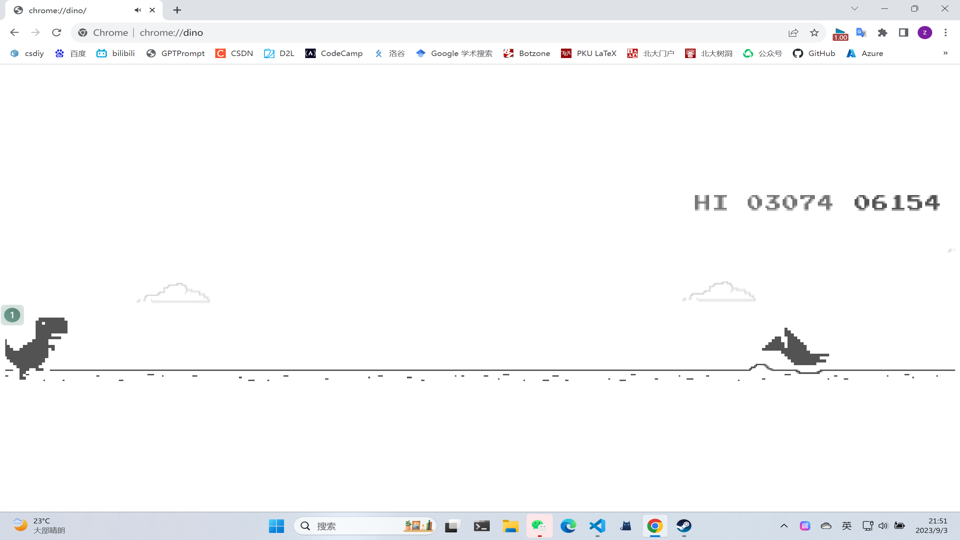 chrome://dino/
Chrome | chrome://dino
1.00
z
csdiy 百度 bilibili GPTPrompt CSDN D2L CodeCamp 洛谷 Google 学术搜索 Botzone PKU LaTeX 北大门户 北大树洞 公众号 GitHub Azure »
HI 03074 06154
1
23°C
大部晴朗
搜索
英
21:51
2023/9/3